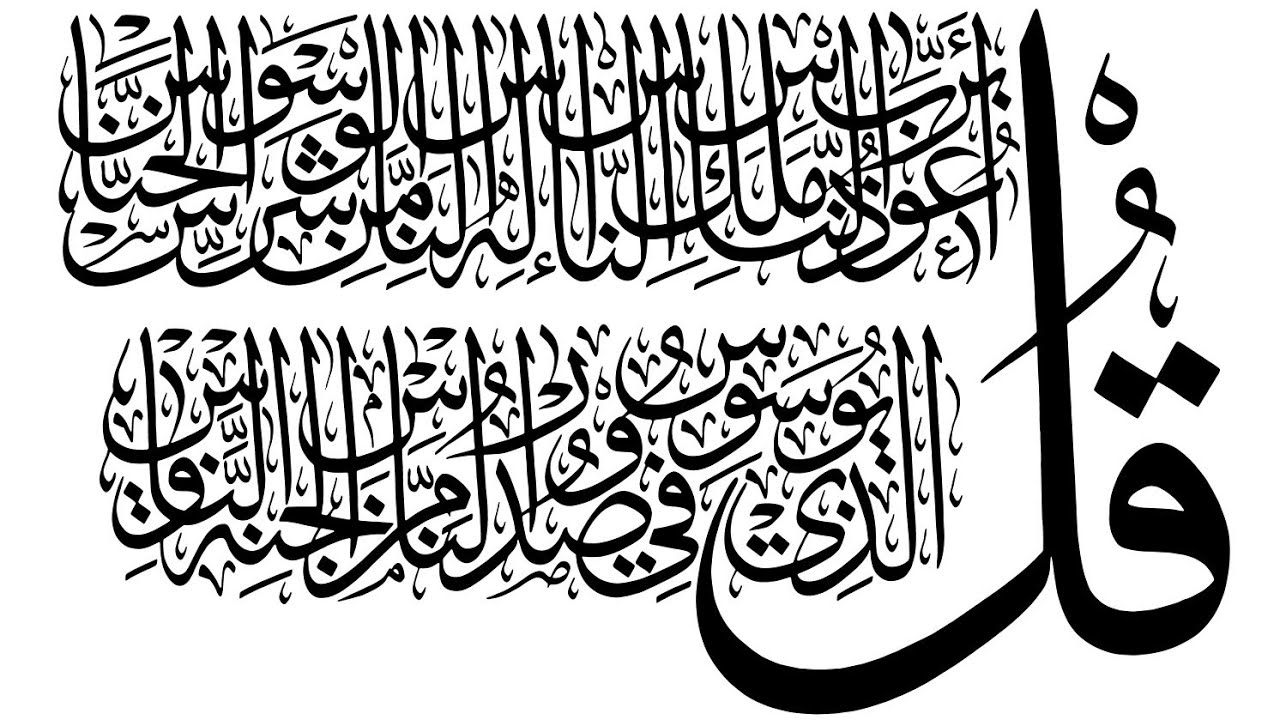 قُلْ أَعُوذُ بِرَبِّ النَّاسِ مَلِكِ النَّاسِ إِلَهِ النَّاسِ مِن شَرِّ الْوَسْوَاسِ الْخَنَّاسِ
الَّذِي يُوَسْوِسُ فِي صُدُورِ النَّاسِ مِنَ الْجِنَّةِ وَالنَّاسِ